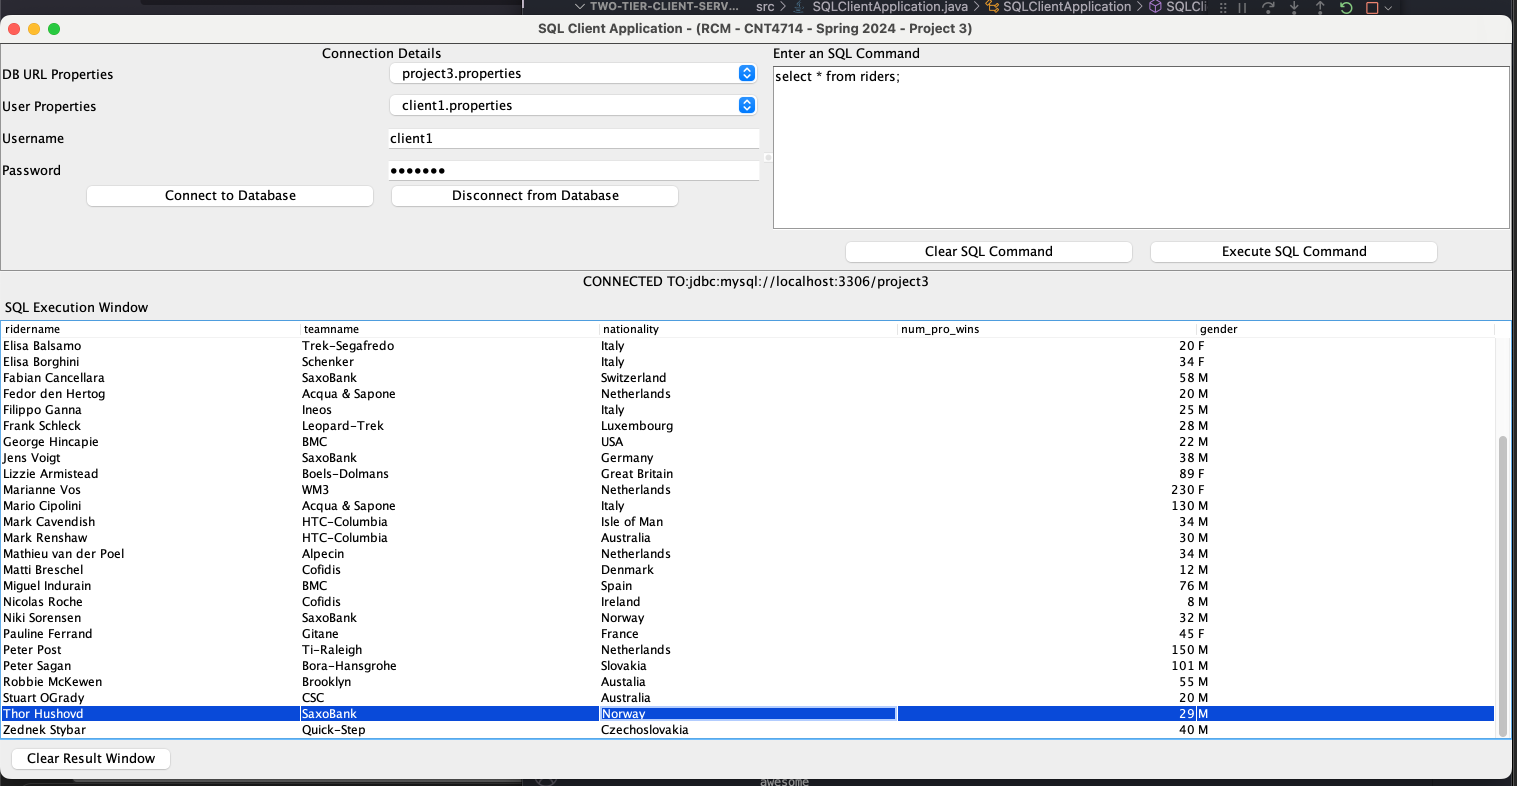 TWO-TIER-CLIENT-SERV... src > SQLClientApplication.java > SQLClientApplication > SQLCli
SQL Client Application - (RCM - CNT4714 - Spring 2024 - Project 3)
Connection Details
DB URL Properties project3.properties
User Properties client1.properties
Username client1
Password •••••••
Connect to Database Disconnect from Database
Enter an SQL Command
select * from riders;
Clear SQL Command Execute SQL Command
CONNECTED TO:jdbc:mysql://localhost:3306/project3
SQL Execution Window
ridername teamname nationality num_pro_wins gender
Elisa Balsamo Trek-Segafredo Italy 20 F
Elisa Borghini Schenker Italy 34 F
Fabian Cancellara SaxoBank Switzerland 58 M
Fedor den Hertog Acqua & Sapone Netherlands 20 M
Filippo Ganna Ineos Italy 25 M
Frank Schleck Leopard-Trek Luxembourg 28 M
George Hincapie BMC USA 22 M
Jens Voigt SaxoBank Germany 38 M
Lizzie Armistead Boels-Dolmans Great Britain 89 F
Marianne Vos WM3 Netherlands 230 F
Mario Cipolini Acqua & Sapone Italy 130 M
Mark Cavendish HTC-Columbia Isle of Man 34 M
Mark Renshaw HTC-Columbia Australia 30 M
Mathieu van der Poel Alpecin Netherlands 34 M
Matti Breschel Cofidis Denmark 12 M
Miguel Indurain BMC Spain 76 M
Nicolas Roche Cofidis Ireland 8 M
Niki Sorensen SaxoBank Norway 32 M
Pauline Ferrand Gitane France 45 F
Peter Post Ti-Raleigh Netherlands 150 M
Peter Sagan Bora-Hansgrohe Slovakia 101 M
Robbie McKewen Brooklyn Austalia 55 M
Stuart OGrady CSC Australia 20 M
Thor Hushovd SaxoBank Norway 29 M
Zednek Stybar Quick-Step Czechoslovakia 40 M
Clear Result Window
awesome